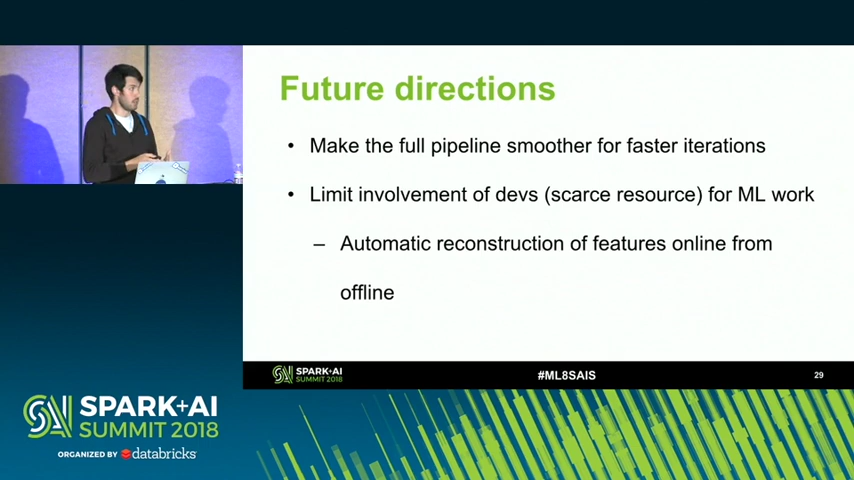 Future directions
• Make the full pipeline smoother for faster iterations
• Limit involvement of devs (scarce resource) for ML work
– Automatic reconstruction of features online from
offline
SPARK+AI
SUMMIT 2018
#ML8SAIS
29
SPARK+AI
SUMMIT 2018
ORGANIZED BY databricks